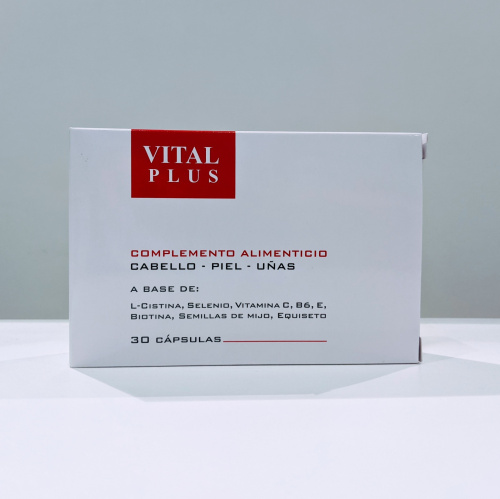 VITAL
PLUS
COMPLEMENTO ALIMENTICIO
CABELLO - PIEL - UÑAS
A BASE DE:
L-CISTINA, SELENIO, VITAMINA C, B6, E,
BIOTINA, SEMILLAS DE MIJO, EQUISETO
30 CÁPSULAS